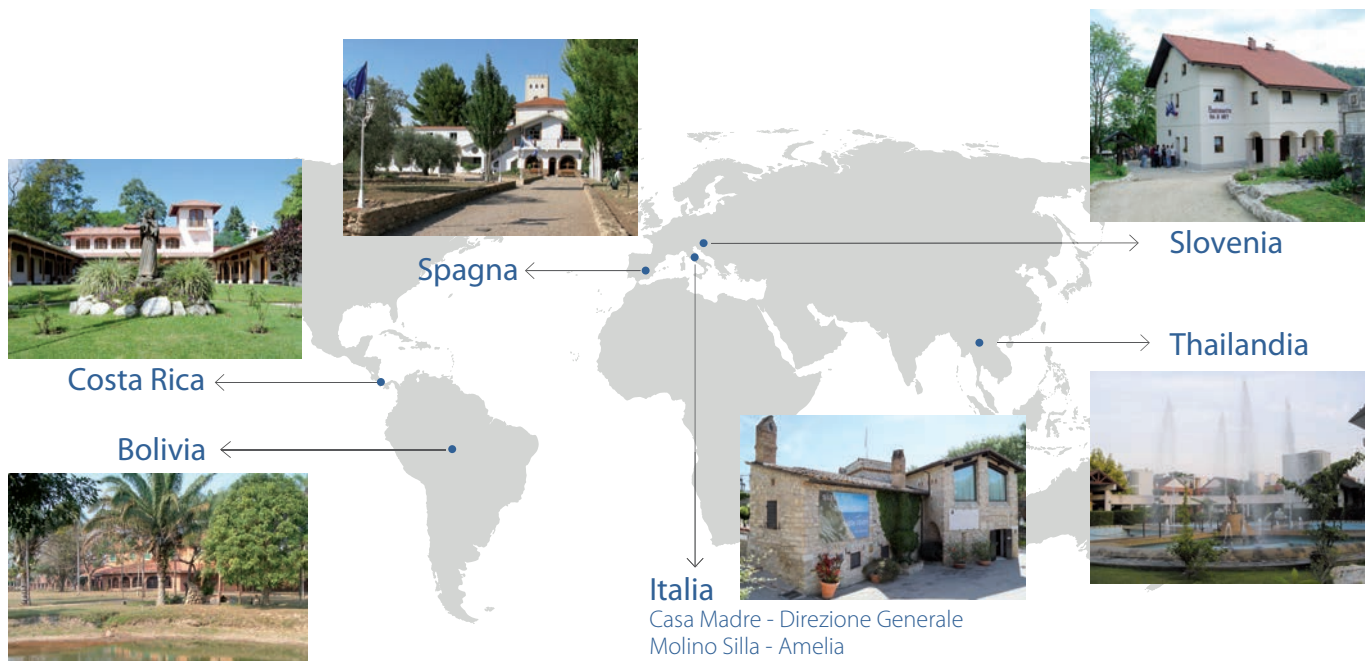 Spagna
Slovenia
Costa Rica
Thailandia
Bolivia
Italia
Casa Madre - Direzione Generale
Molino Silla - Amelia